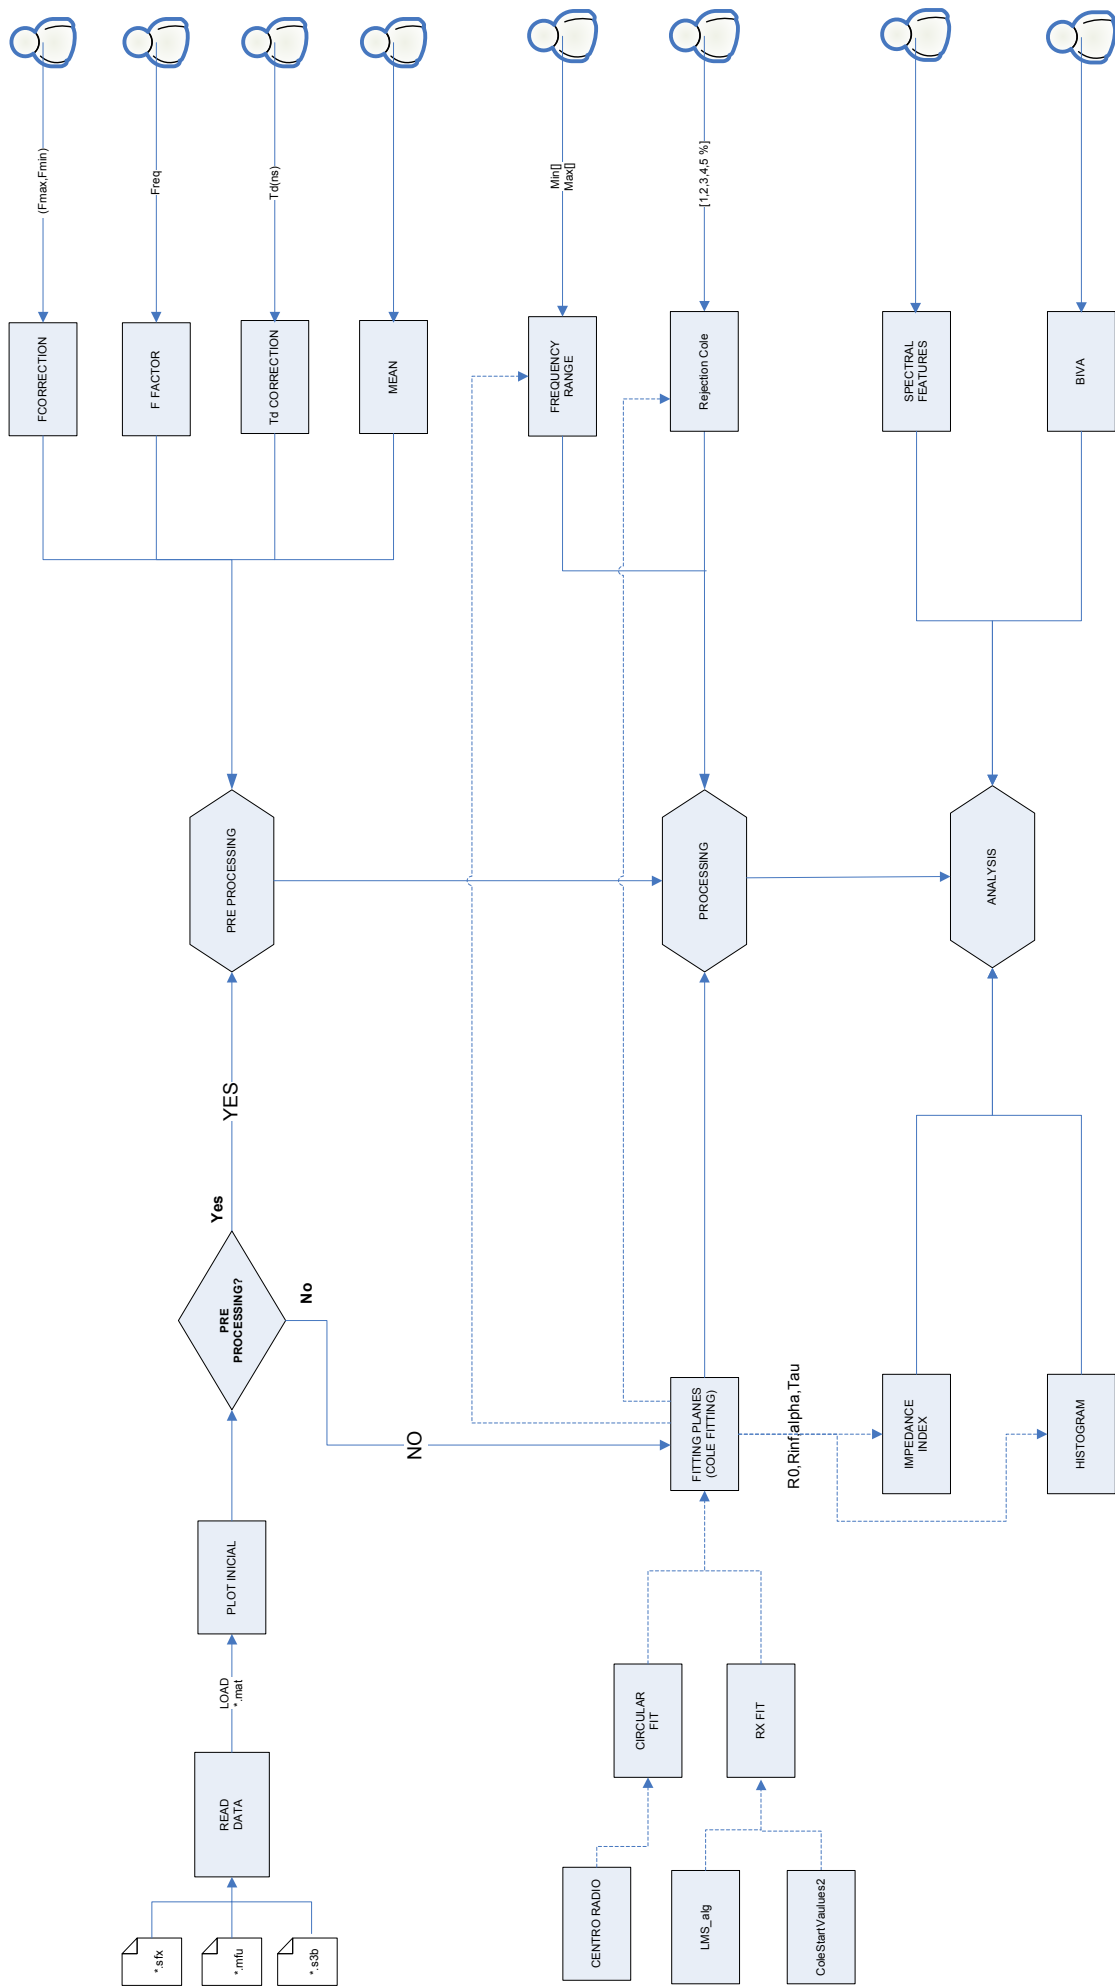 *.sfx
*.mfu
*.s3b
READ
DATA
LOAD
*.mat
PLOT INICIAL
PRE
PROCESSING?
Yes
YES
No
NO
PRE PROCESSING
FCORRECTION
(Fmax,Fmin)
F FACTOR
Freq
Td CORRECTION
Td(ns)
MEAN
CENTRO RADIO
LMS_alg
ColeStartVaulues2
CIRCULAR
FIT
RX FIT
FITTING PLANES
(COLE FITTING)
R0,Rinf,alpha,Tau
PROCESSING
FREQUENCY
RANGE
Min[]
Max[]
Rejection Cole
[1,2,3,4,5 %]
IMPEDANCE
INDEX
HISTOGRAM
ANALYSIS
SPECTRAL
FEATURES
BIVA